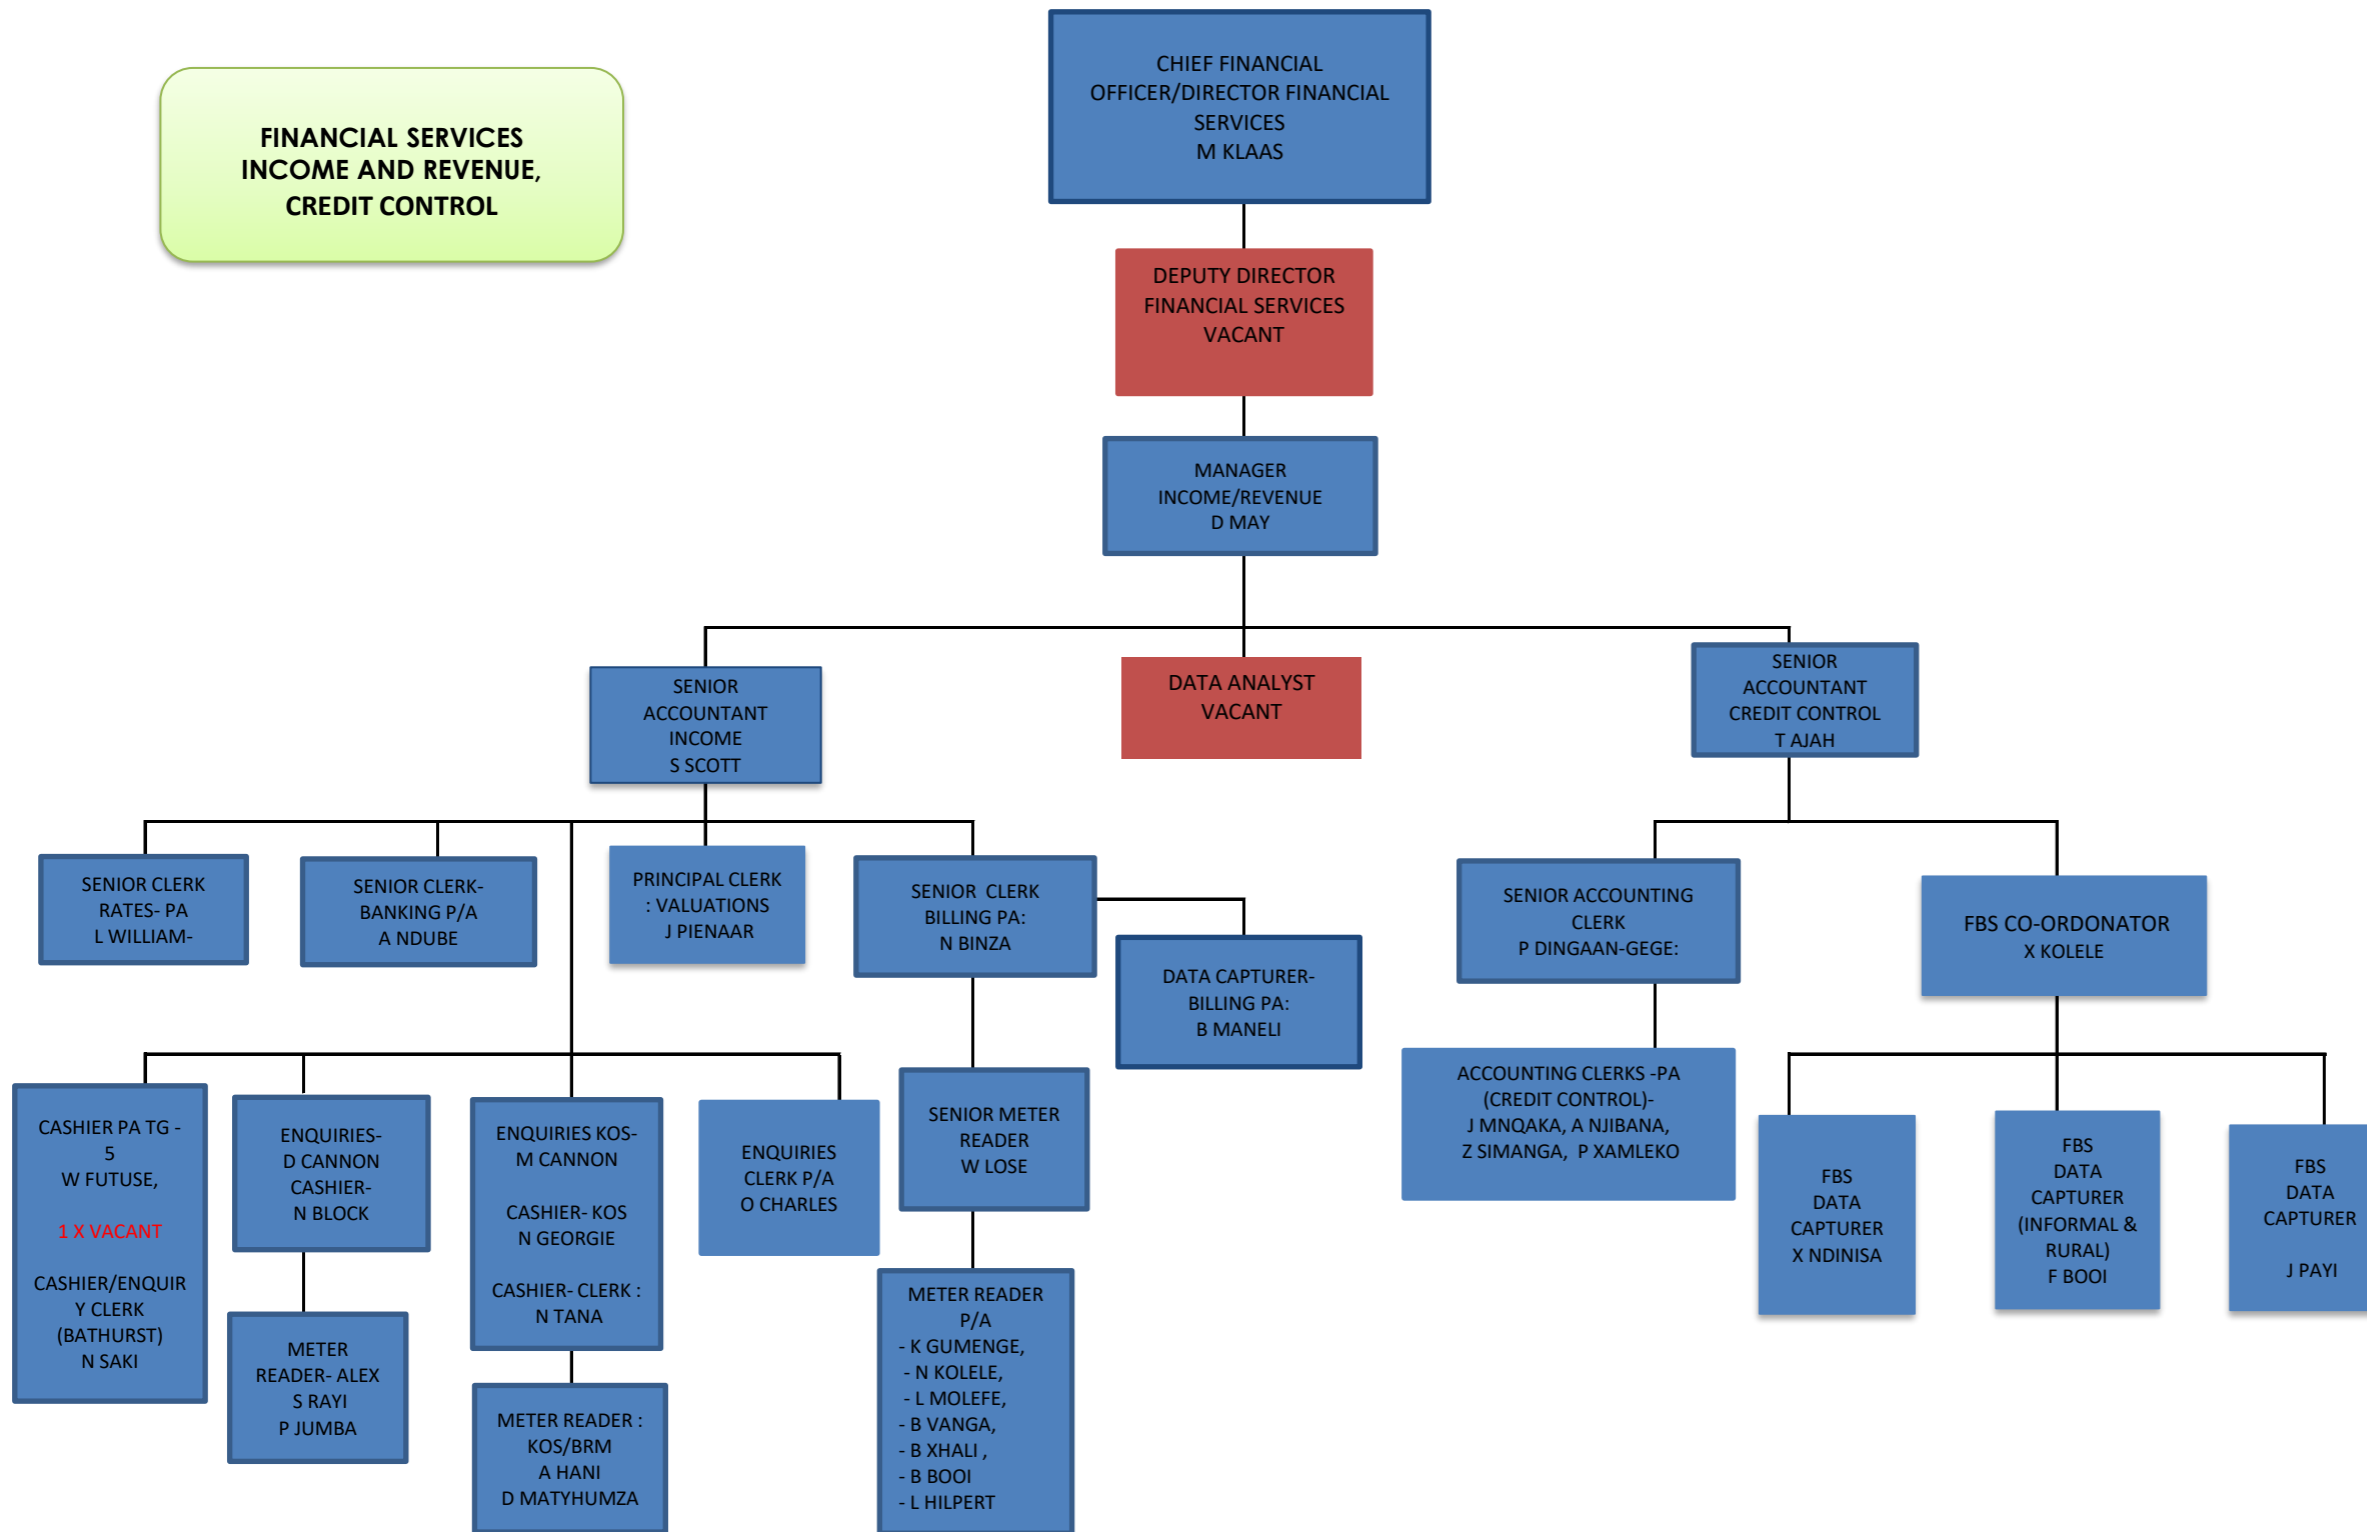 FINANCIAL SERVICES
INCOME AND REVENUE,
CREDIT CONTROL
CHIEF FINANCIAL
OFFICER/DIRECTOR FINANCIAL
SERVICES
M KLAAS
DEPUTY DIRECTOR
FINANCIAL SERVICES
VACANT
MANAGER
INCOME/REVENUE
D MAY
SENIOR
ACCOUNTANT
INCOME
S SCOTT
DATA ANALYST
VACANT
SENIOR
ACCOUNTANT
CREDIT CONTROL
T AJAH
SENIOR CLERK
RATES- PA
L WILLIAM-
SENIOR CLERK-
BANKING P/A
A NDUBE
PRINCIPAL CLERK
: VALUATIONS
J PIENAAR
SENIOR CLERK
BILLING PA:
N BINZA
DATA CAPTURER-
BILLING PA:
B MANELI
SENIOR ACCOUNTING
CLERK
P DINGAAN-GEGE:
FBS CO-ORDONATOR
X KOLELE
CASHIER PA TG -
5
W FUTUSE,
1 X VACANT
CASHIER/ENQUIR
Y CLERK
(BATHURST)
N SAKI
ENQUIRIES-
D CANNON
CASHIER-
N BLOCK
METER
READER- ALEX
S RAYI
P JUMBA
ENQUIRIES KOS-
M CANNON
CASHIER- KOS
N GEORGIE
CASHIER- CLERK :
N TANA
METER READER :
KOS/BRM
A HANI
D MATYHUMZA
ENQUIRIES
CLERK P/A
O CHARLES
SENIOR METER
READER
W LOSE
METER READER
P/A
- K GUMENGE,
- N KOLELE,
- L MOLEFE,
- B VANGA,
- B XHALI ,
- B BOOI
- L HILPERT
ACCOUNTING CLERKS -PA
(CREDIT CONTROL)-
J MNQAKA, A NJIBANA,
Z SIMANGA, P XAMLEKO
FBS
DATA
CAPTURER
X NDINISA
FBS
DATA
CAPTURER
(INFORMAL &
RURAL)
F BOOI
FBS
DATA
CAPTURER
J PAYI